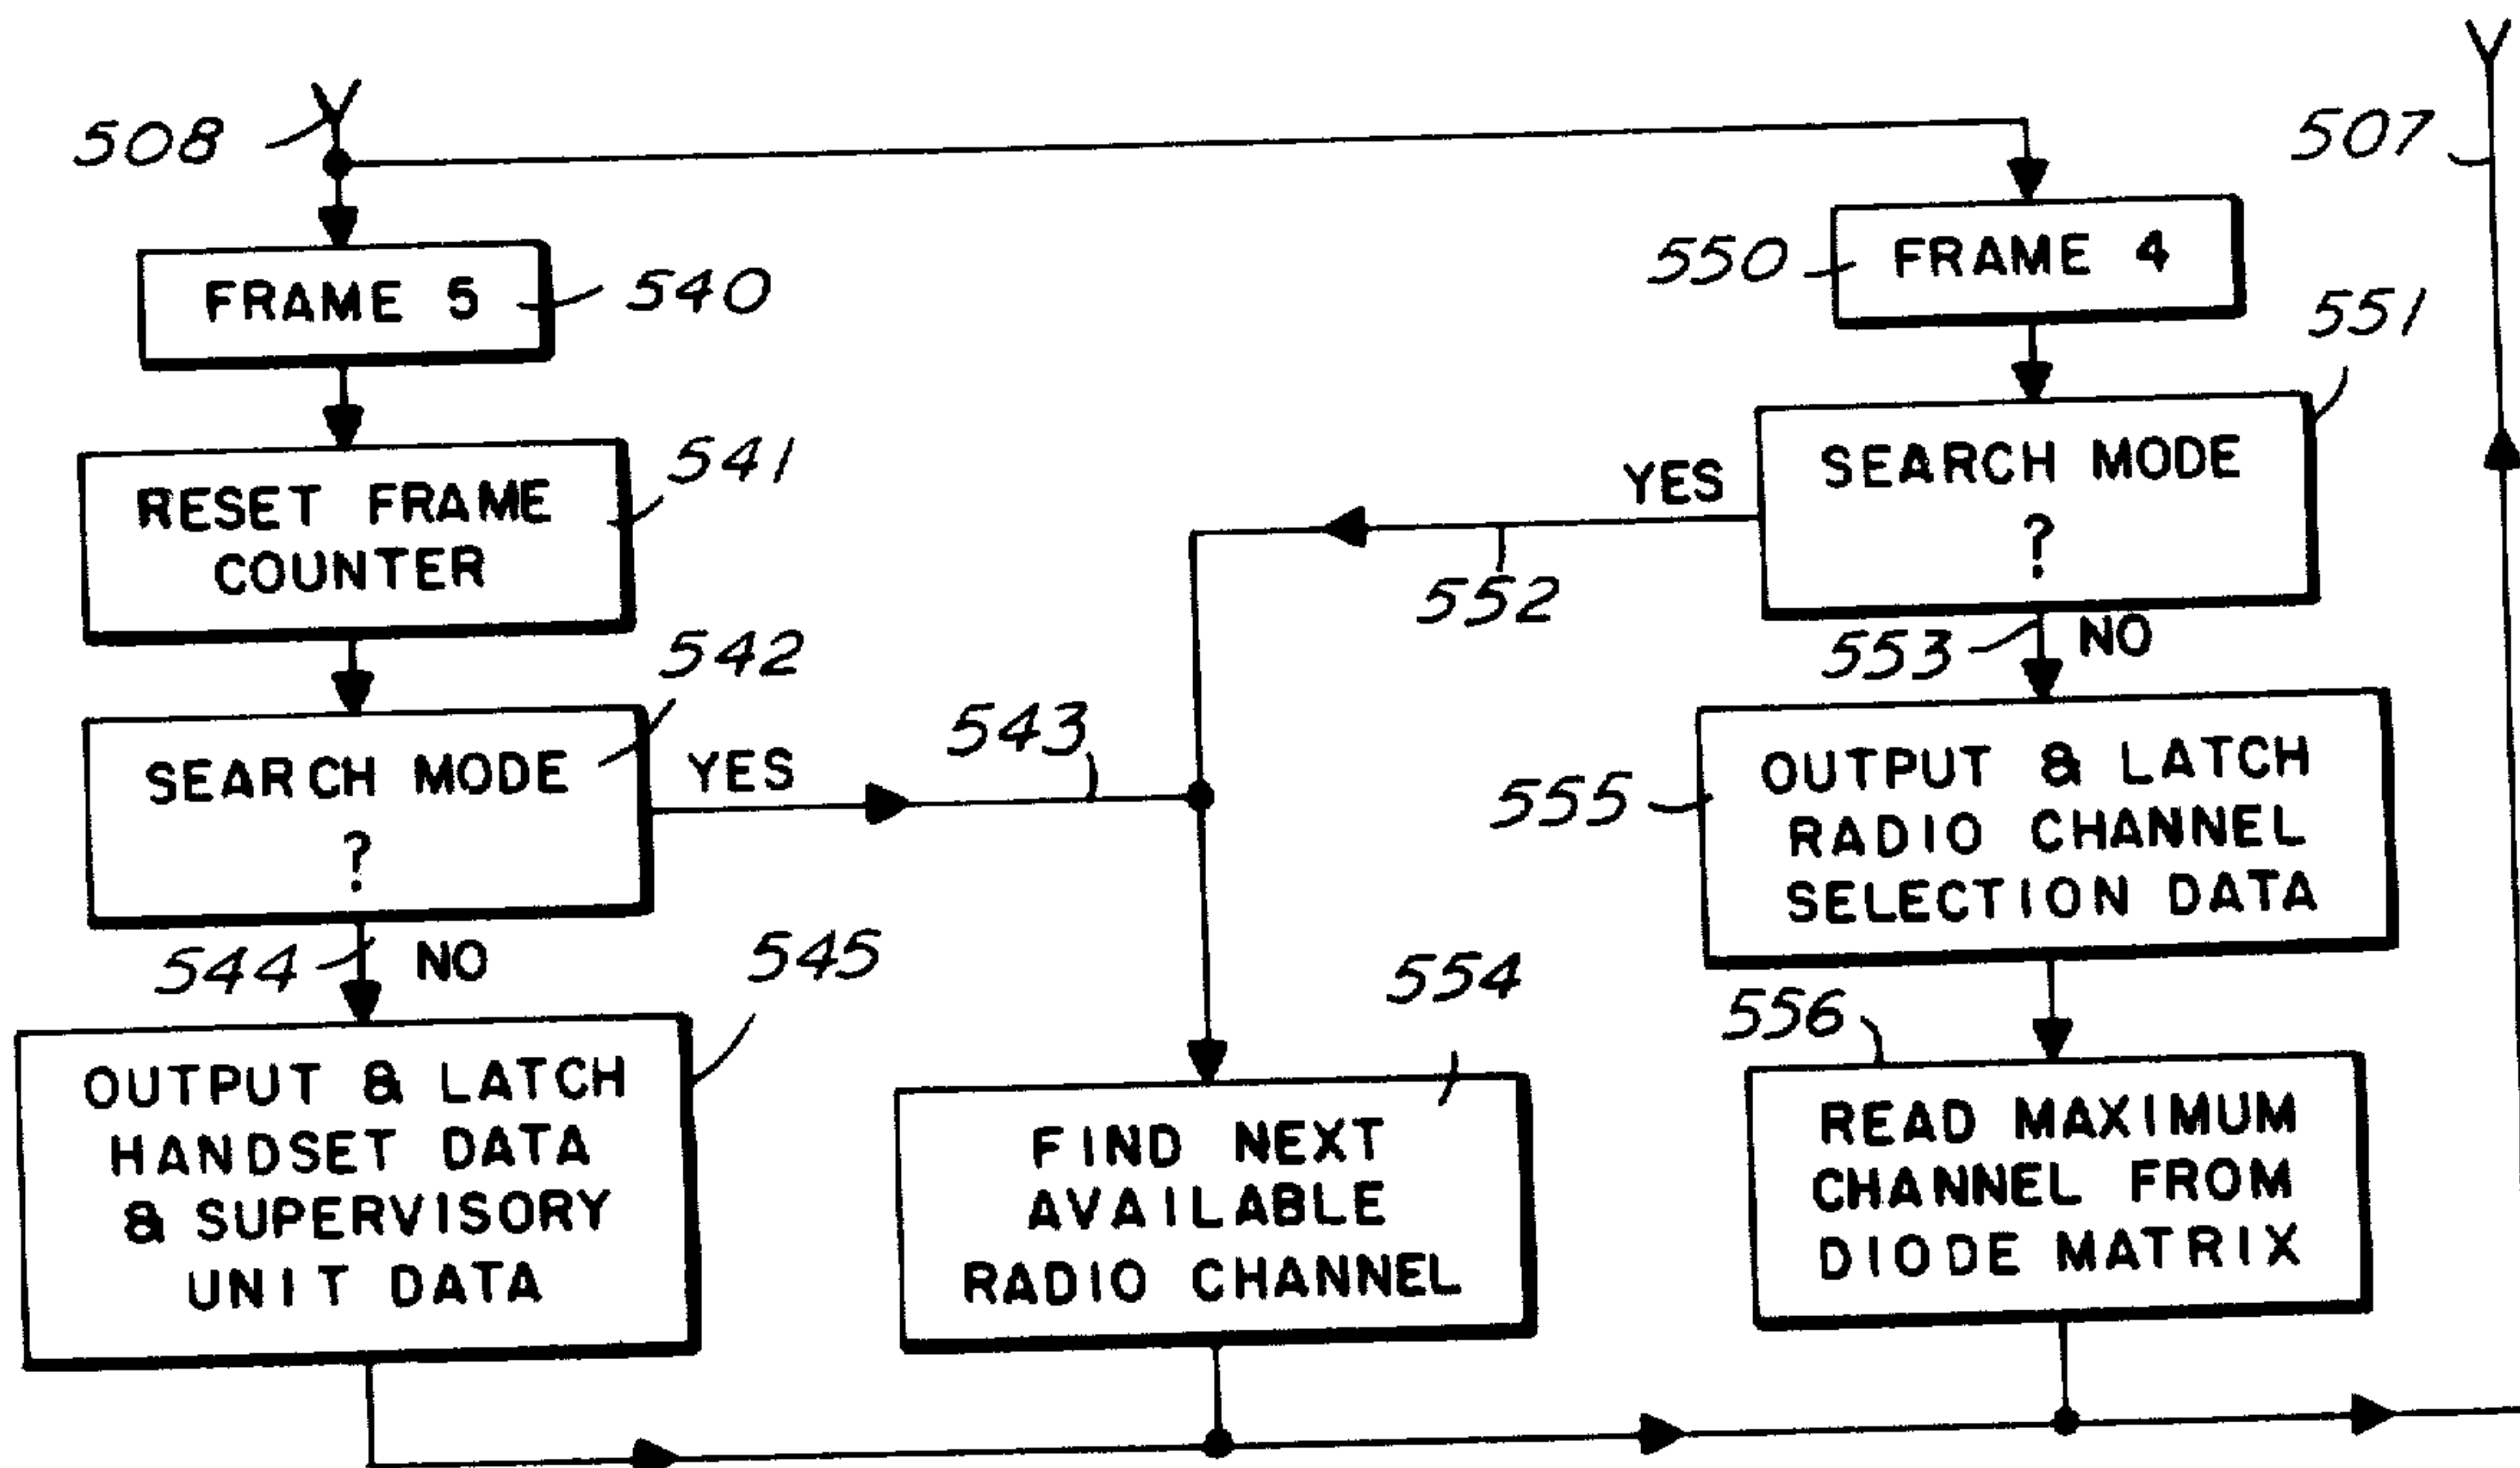 508
507
FRAME 5
540
550
FRAME 4
551
RESET FRAME
COUNTER
541
YES
SEARCH MODE
?
552
553
NO
542
SEARCH MODE
?
YES
543
555
OUTPUT & LATCH
RADIO CHANNEL
SELECTION DATA
544
NO
545
554
556
OUTPUT & LATCH
HANDSET DATA
& SUPERVISORY
UNIT DATA
FIND NEXT
AVAILABLE
RADIO CHANNEL
READ MAXIMUM
CHANNEL FROM
DIODE MATRIX